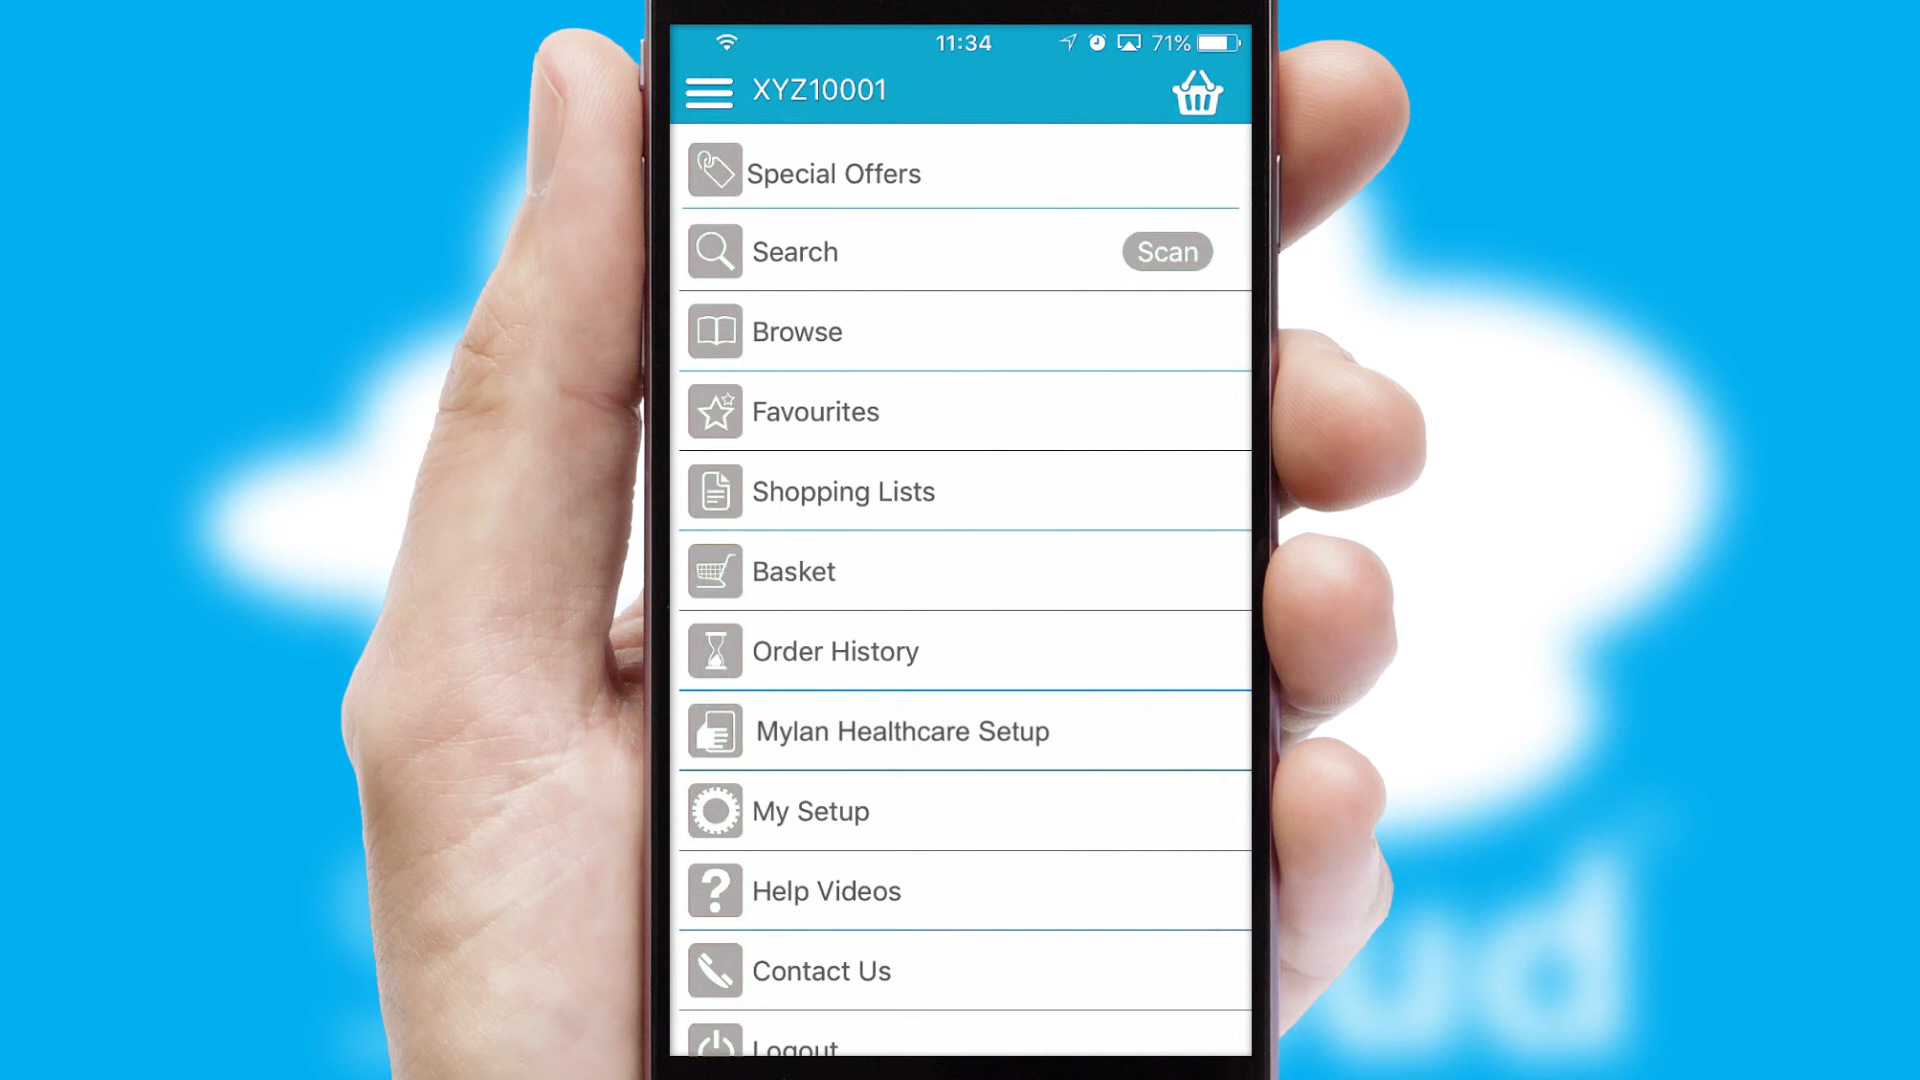 11:34
71%
XYZ10001
Special Offers
Search
Scan
Browse
Favourites
Shopping Lists
Basket
Order History
Mylan Healthcare Setup
My Setup
Help Videos
Contact Us
Logout
ud